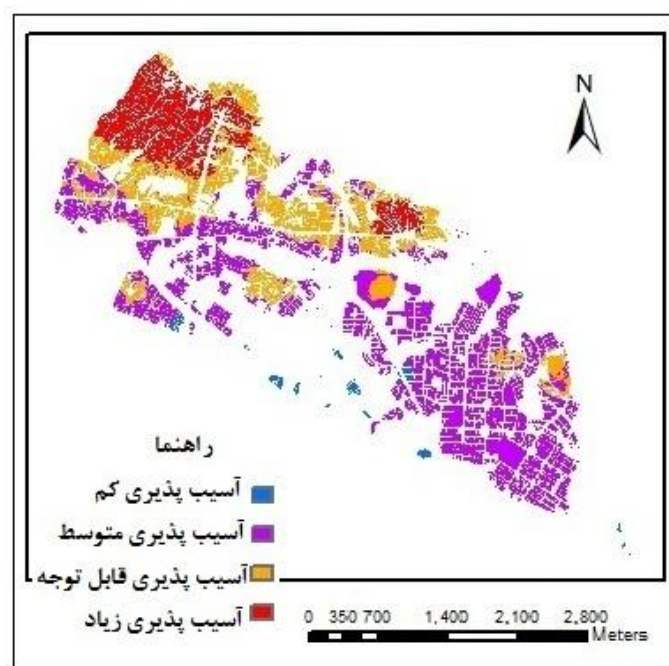 N
راهنما
آسیب پذیری کم
آسیب پذیری متوسط
آسیب پذیری قابل توجه
آسیب پذیری زیاد
0 350 700 1,400 2,100 2,800
Meters